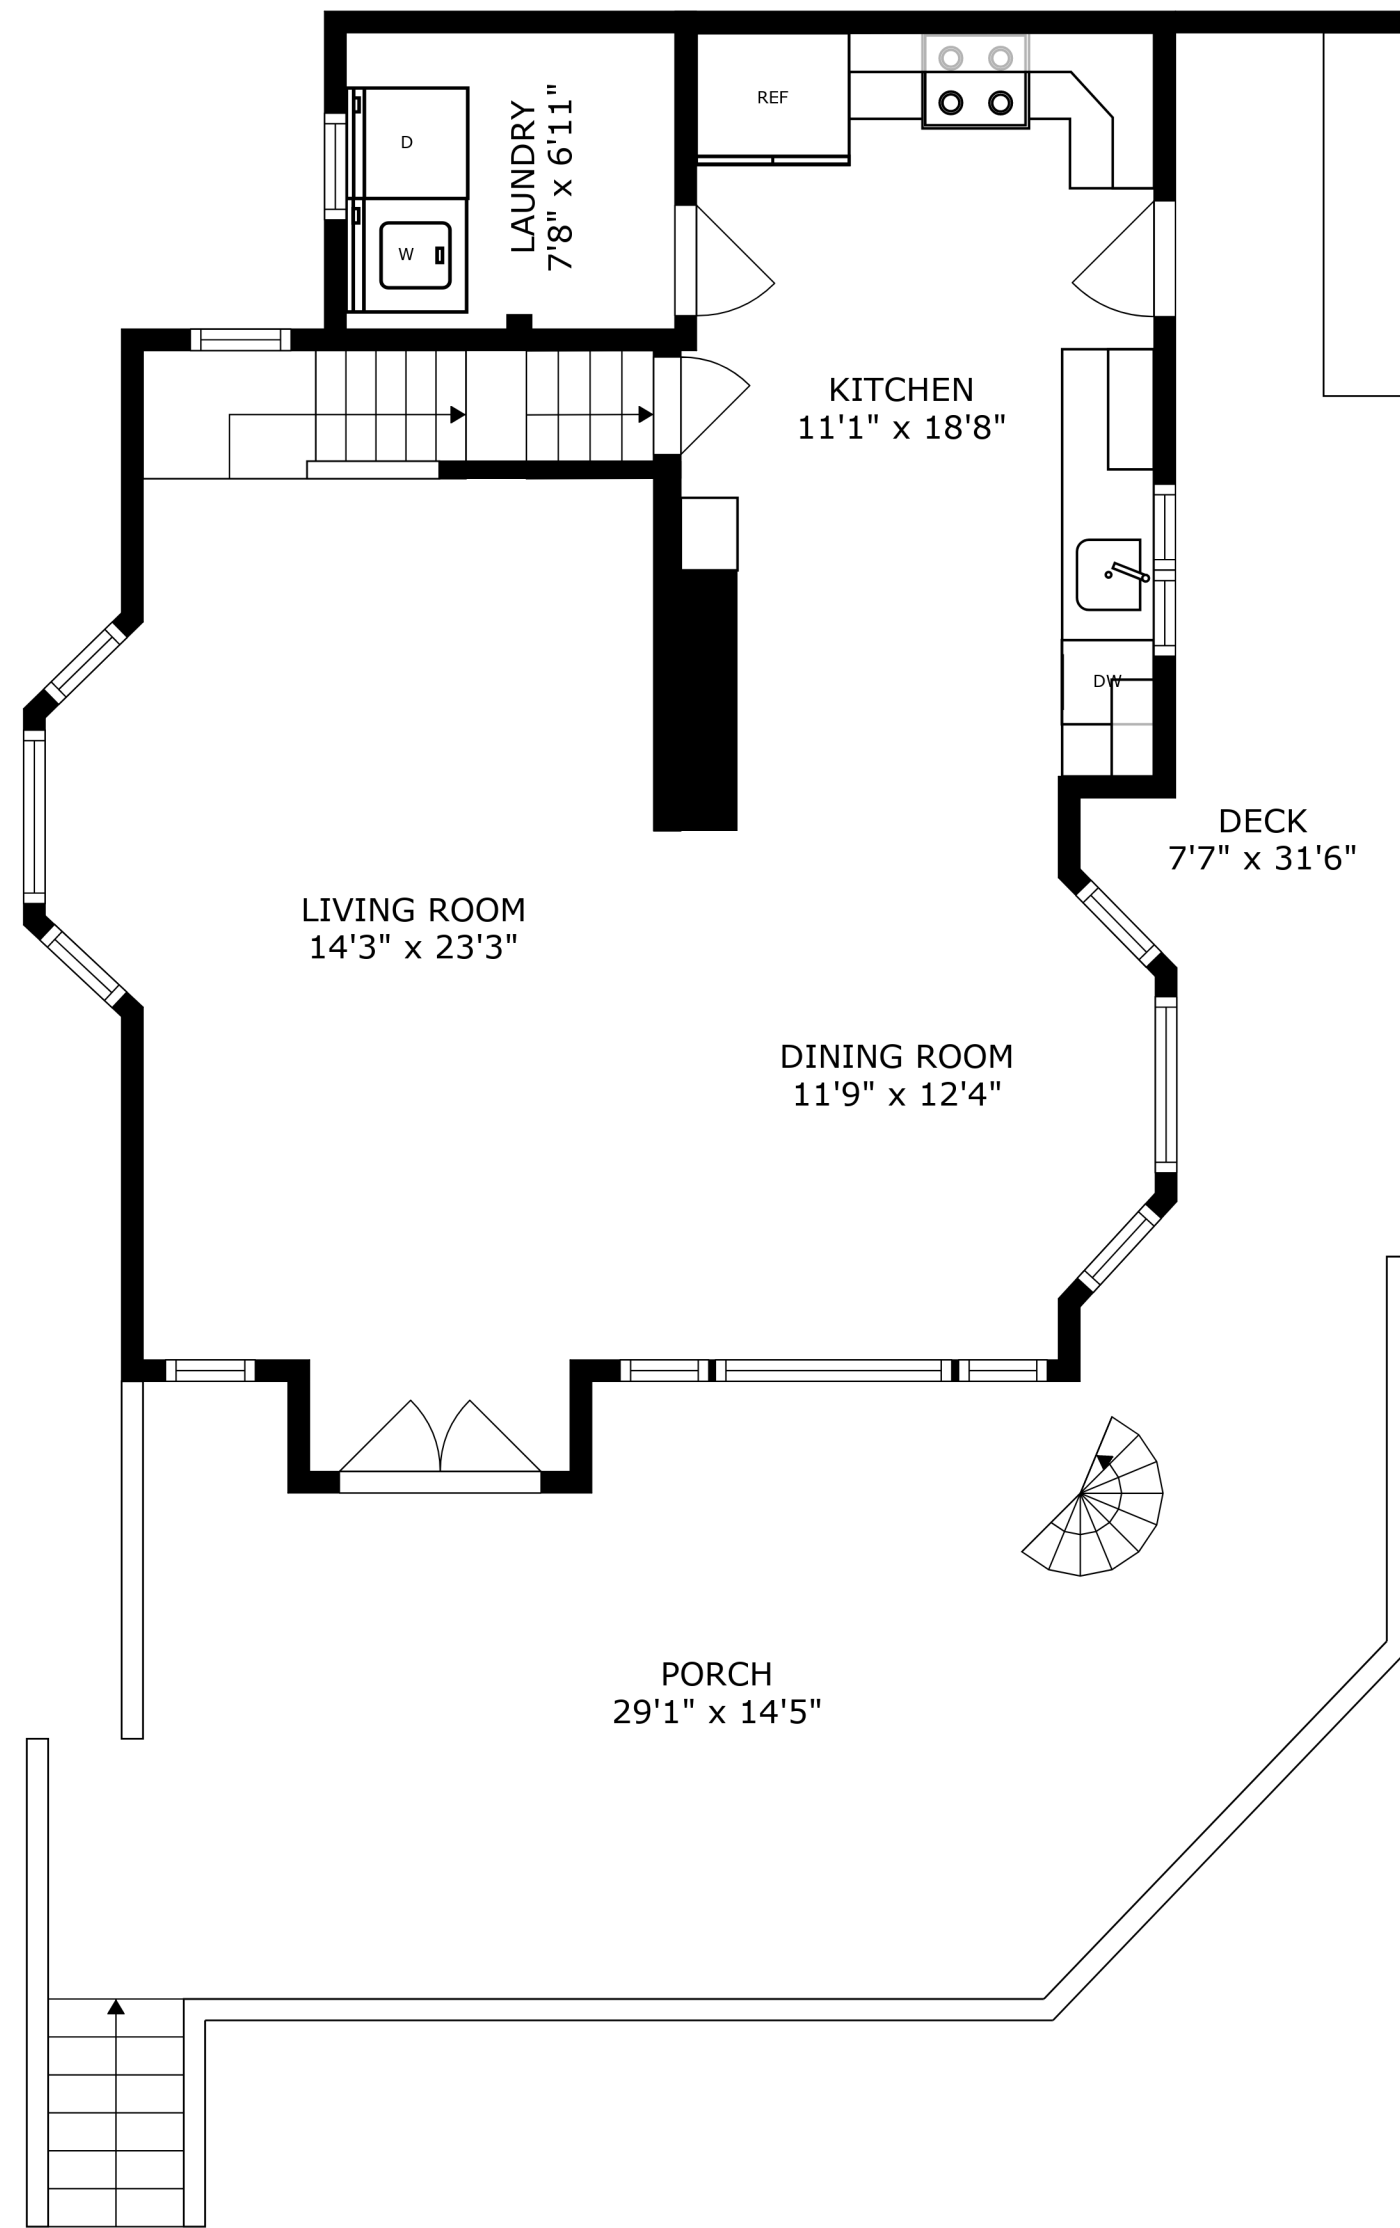 REF
D
W
LAUNDRY
7'8" x 6'11"
KITCHEN
11'1" x 18'8"
DW
DECK
7'7" x 31'6"
LIVING ROOM
14'3" x 23'3"
DINING ROOM
11'9" x 12'4"
PORCH
29'1" x 14'5"